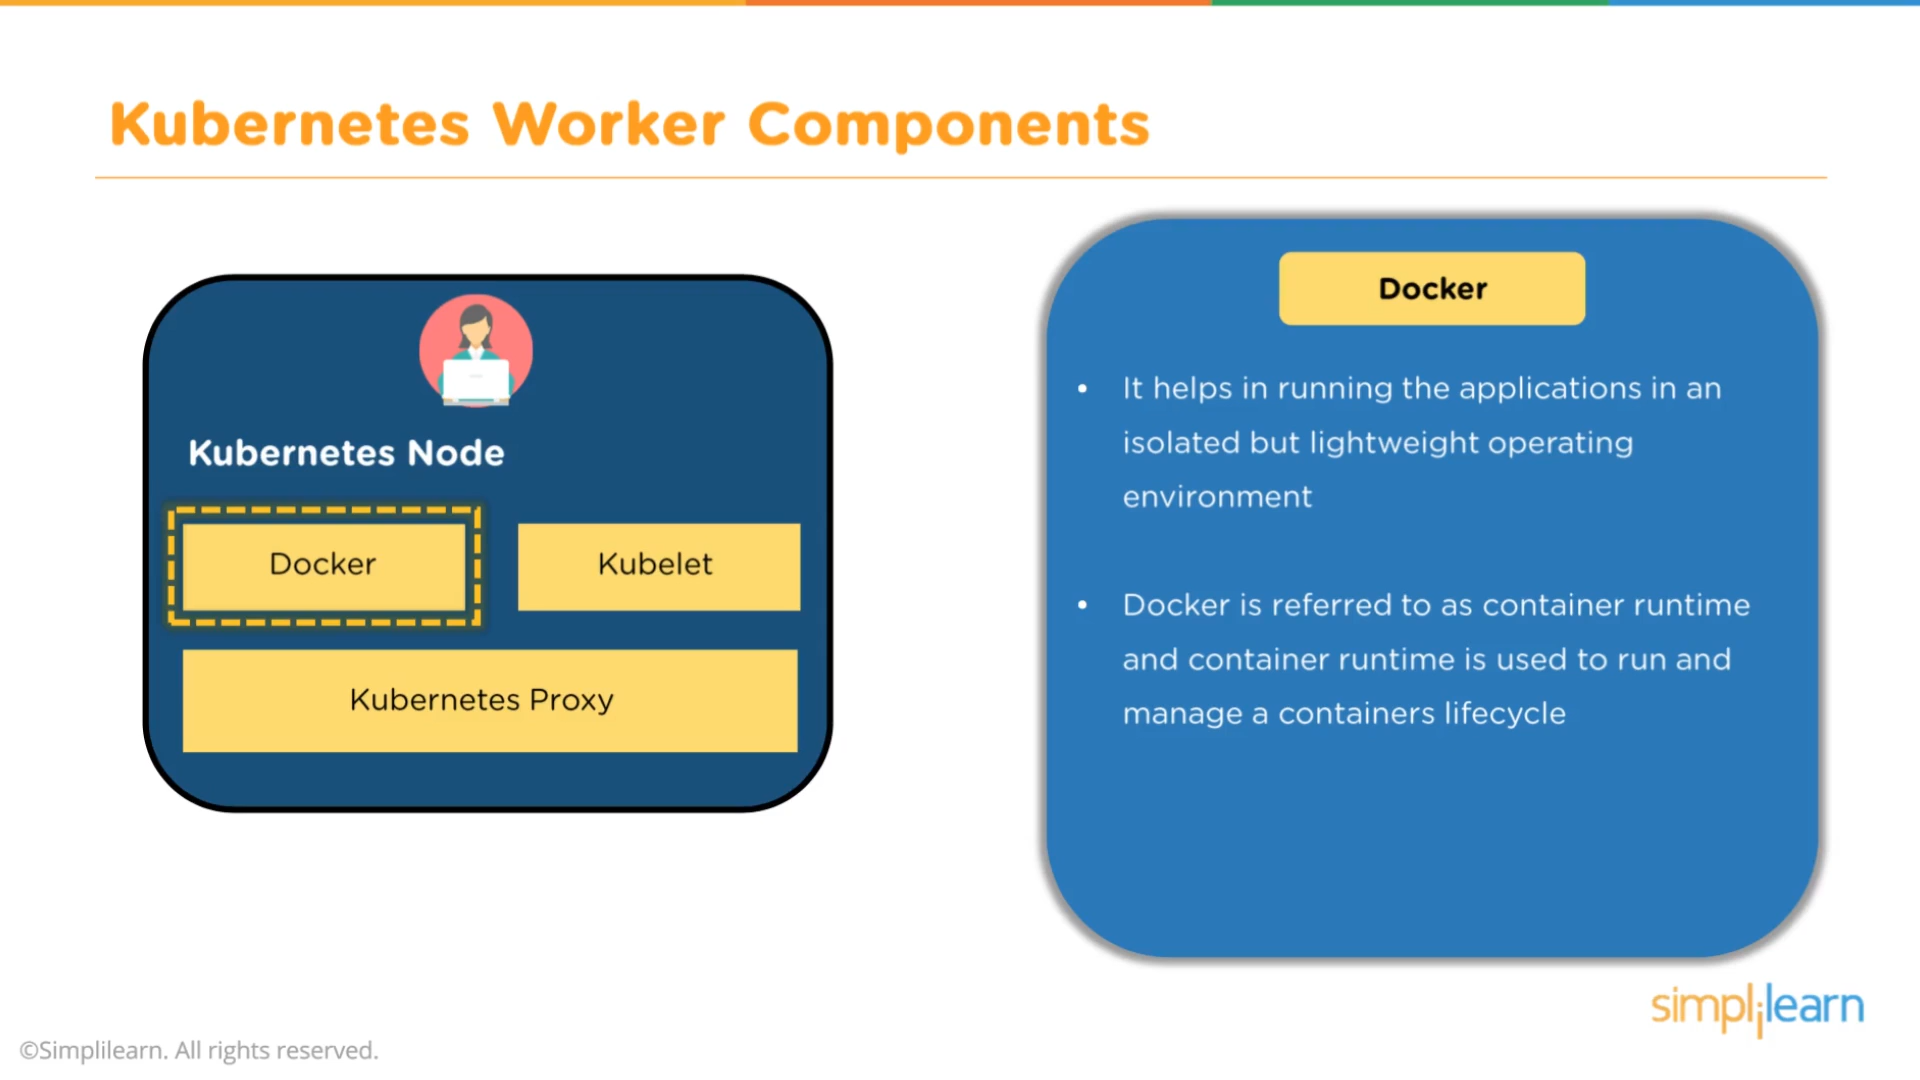 Kubernetes Worker Components
Kubernetes Node
Docker
Kubelet
Kubernetes Proxy
Docker
• It helps in running the applications in an
isolated but lightweight operating
environment
• Docker is referred to as container runtime
and container runtime is used to run and
manage a containers lifecycle
simplilearn
©Simplilearn. All rights reserved.